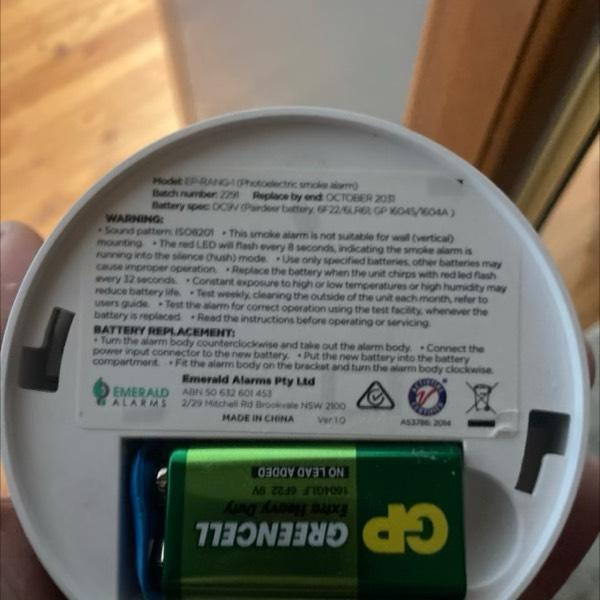 Model: EP-RANG-1 (Photoelectric smoke alarm)
Batch number: 2291 Replace by end: OCTOBER 2031
Battery spec: DC9V (Pairdeer battery, 6F22/6LR61; GP 1604S/1604A )
WARNING:
• Sound pattern: ISO8201 • This smoke alarm is not suitable for wall (vertical)
mounting. • The red LED will flash every 8 seconds, indicating the smoke alarm is
running into the silence (hush) mode. • Use only specified batteries, other batteries may
cause improper operation. • Replace the battery when the unit chirps with red led flash
every 32 seconds. • Constant exposure to high or low temperatures or high humidity may
reduce battery life. • Test weekly, cleaning the outside of the unit each month, refer to
users guide. • Test the alarm for correct operation using the test facility, whenever the
battery is replaced. • Read the instructions before operating or servicing.
BATTERY REPLACEMENT:
• Turn the alarm body counterclockwise and take out the alarm body. • Connect the
power input connector to the new battery. • Put the new battery into the battery
compartment. • Fit the alarm body on the bracket and turn the alarm body clockwise.
EMERALD
ALARMS
Emerald Alarms Pty Ltd
ABN 50 632 601 453
2/29 Mitchell Rd Brookvale NSW 2100
MADE IN CHINA Ver:1.0
AS3786: 2014
NO LEAD ADDED
1604GLF 6F22 9V
Extra Heavy Duty
GREENCELL
GP